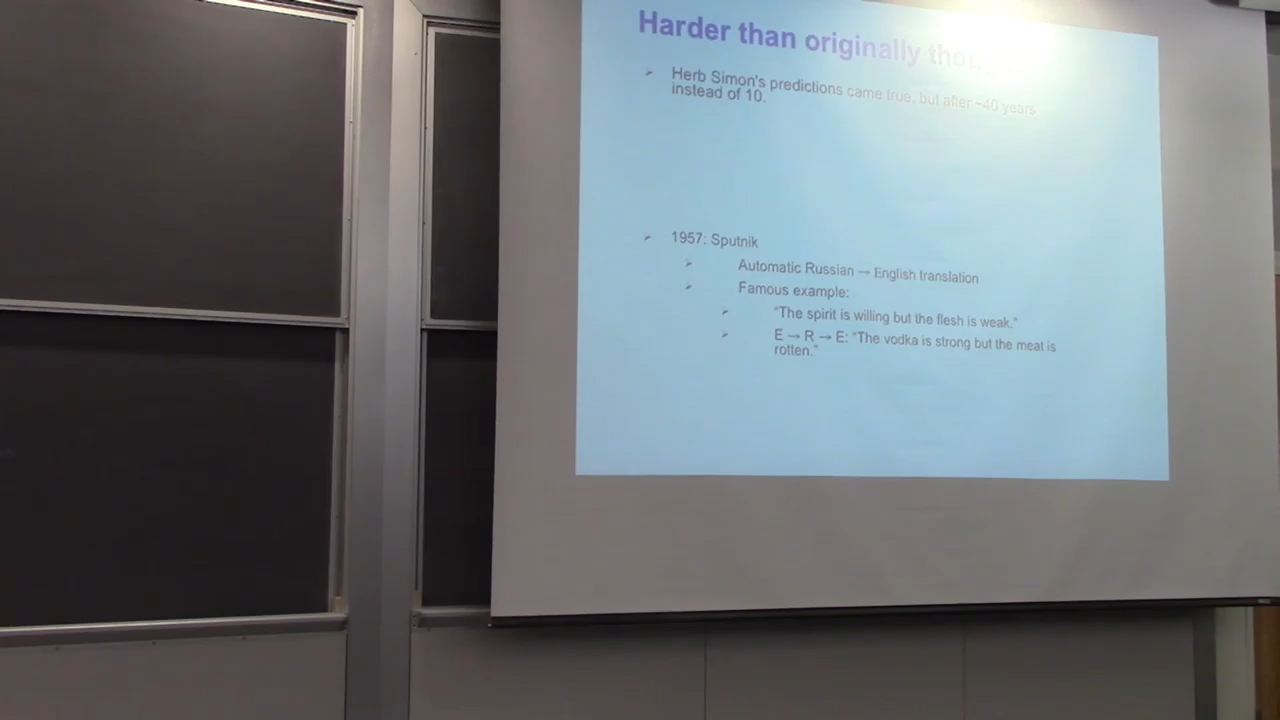 Harder than originally
Herb Simon's predictions came true, but after ~40 years
instead of 10.
1957: Sputnik
Automatic Russian → English translation
Famous example:
"The spirit is willing but the flesh is weak."
E → R → E: "The vodka is strong but the meat is
rotten."